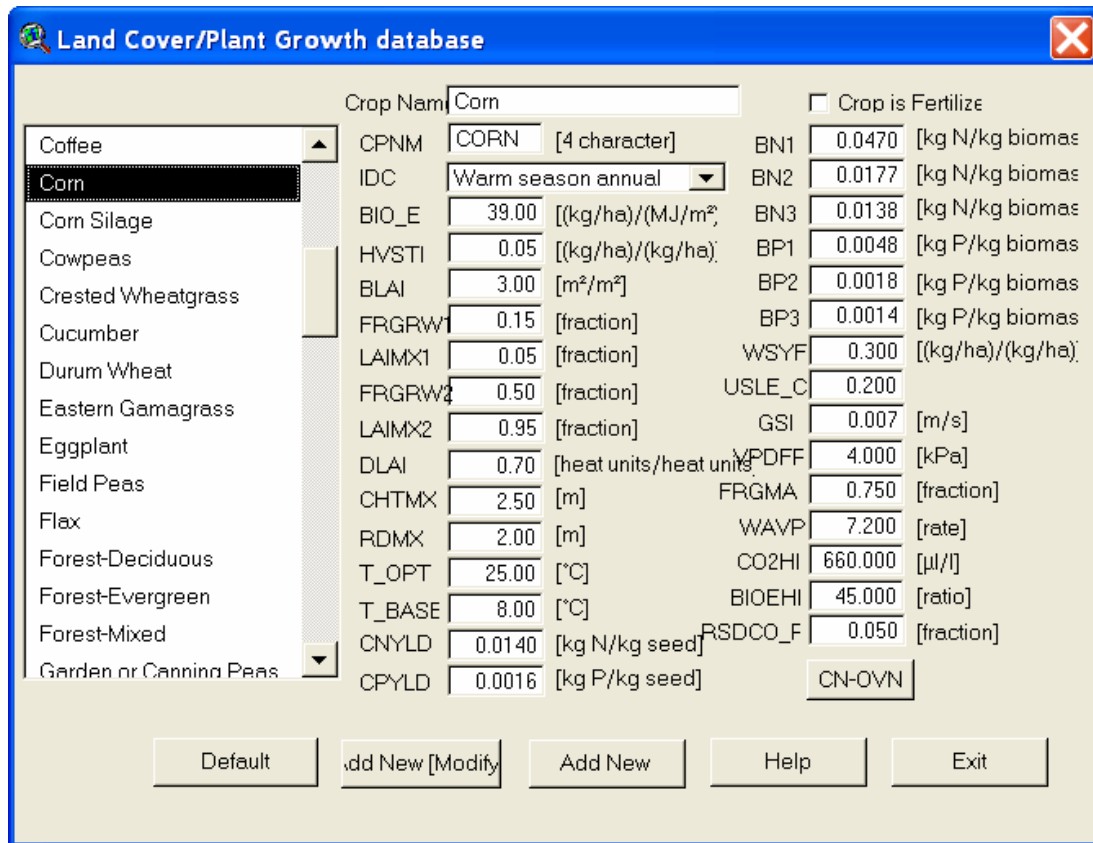 Land Cover/Plant Growth database
Crop Nam Corn
Crop is Fertilize
Coffee
Corn
Corn Silage
Cowpeas
Crested Wheatgrass
Cucumber
Durum Wheat
Eastern Gamagrass
Eggplant
Field Peas
Flax
Forest-Deciduous
Forest-Evergreen
Forest-Mixed
Garden or Canning Peas
CPNM CORN [4 character]
IDC Warm season annual
BIO_E 39.00 [(kg/ha)/(MJ/m²)
HVSTI 0.05 [(kg/ha)/(kg/ha)]
BLAI 3.00 [m²/m²]
FRGRW1 0.15 [fraction]
LAIMX1 0.05 [fraction]
FRGRW2 0.50 [fraction]
LAIMX2 0.95 [fraction]
DLAI 0.70 [heat units/heat units]
CHTMX 2.50 [m]
RDMX 2.00 [m]
T_OPT 25.00 [°C]
T_BASE 8.00 [°C]
CNYLD 0.0140 [kg N/kg seed]
CPYLD 0.0016 [kg P/kg seed]
BN1 0.0470 [kg N/kg biomas
BN2 0.0177 [kg N/kg biomas
BN3 0.0138 [kg N/kg biomas
BP1 0.0048 [kg P/kg biomas
BP2 0.0018 [kg P/kg biomas
BP3 0.0014 [kg P/kg biomas
WSYF 0.300 [(kg/ha)/(kg/ha)]
USLE_C 0.200
GSI 0.007 [m/s]
VPDFF 4.000 [kPa]
FRGMA 0.750 [fraction]
WAVP 7.200 [rate]
CO2HI 660.000 [µl/l]
BIOEHI 45.000 [ratio]
RSDCO_F 0.050 [fraction]
CN-OVN
Default
dd New [Modify
Add New
Help
Exit